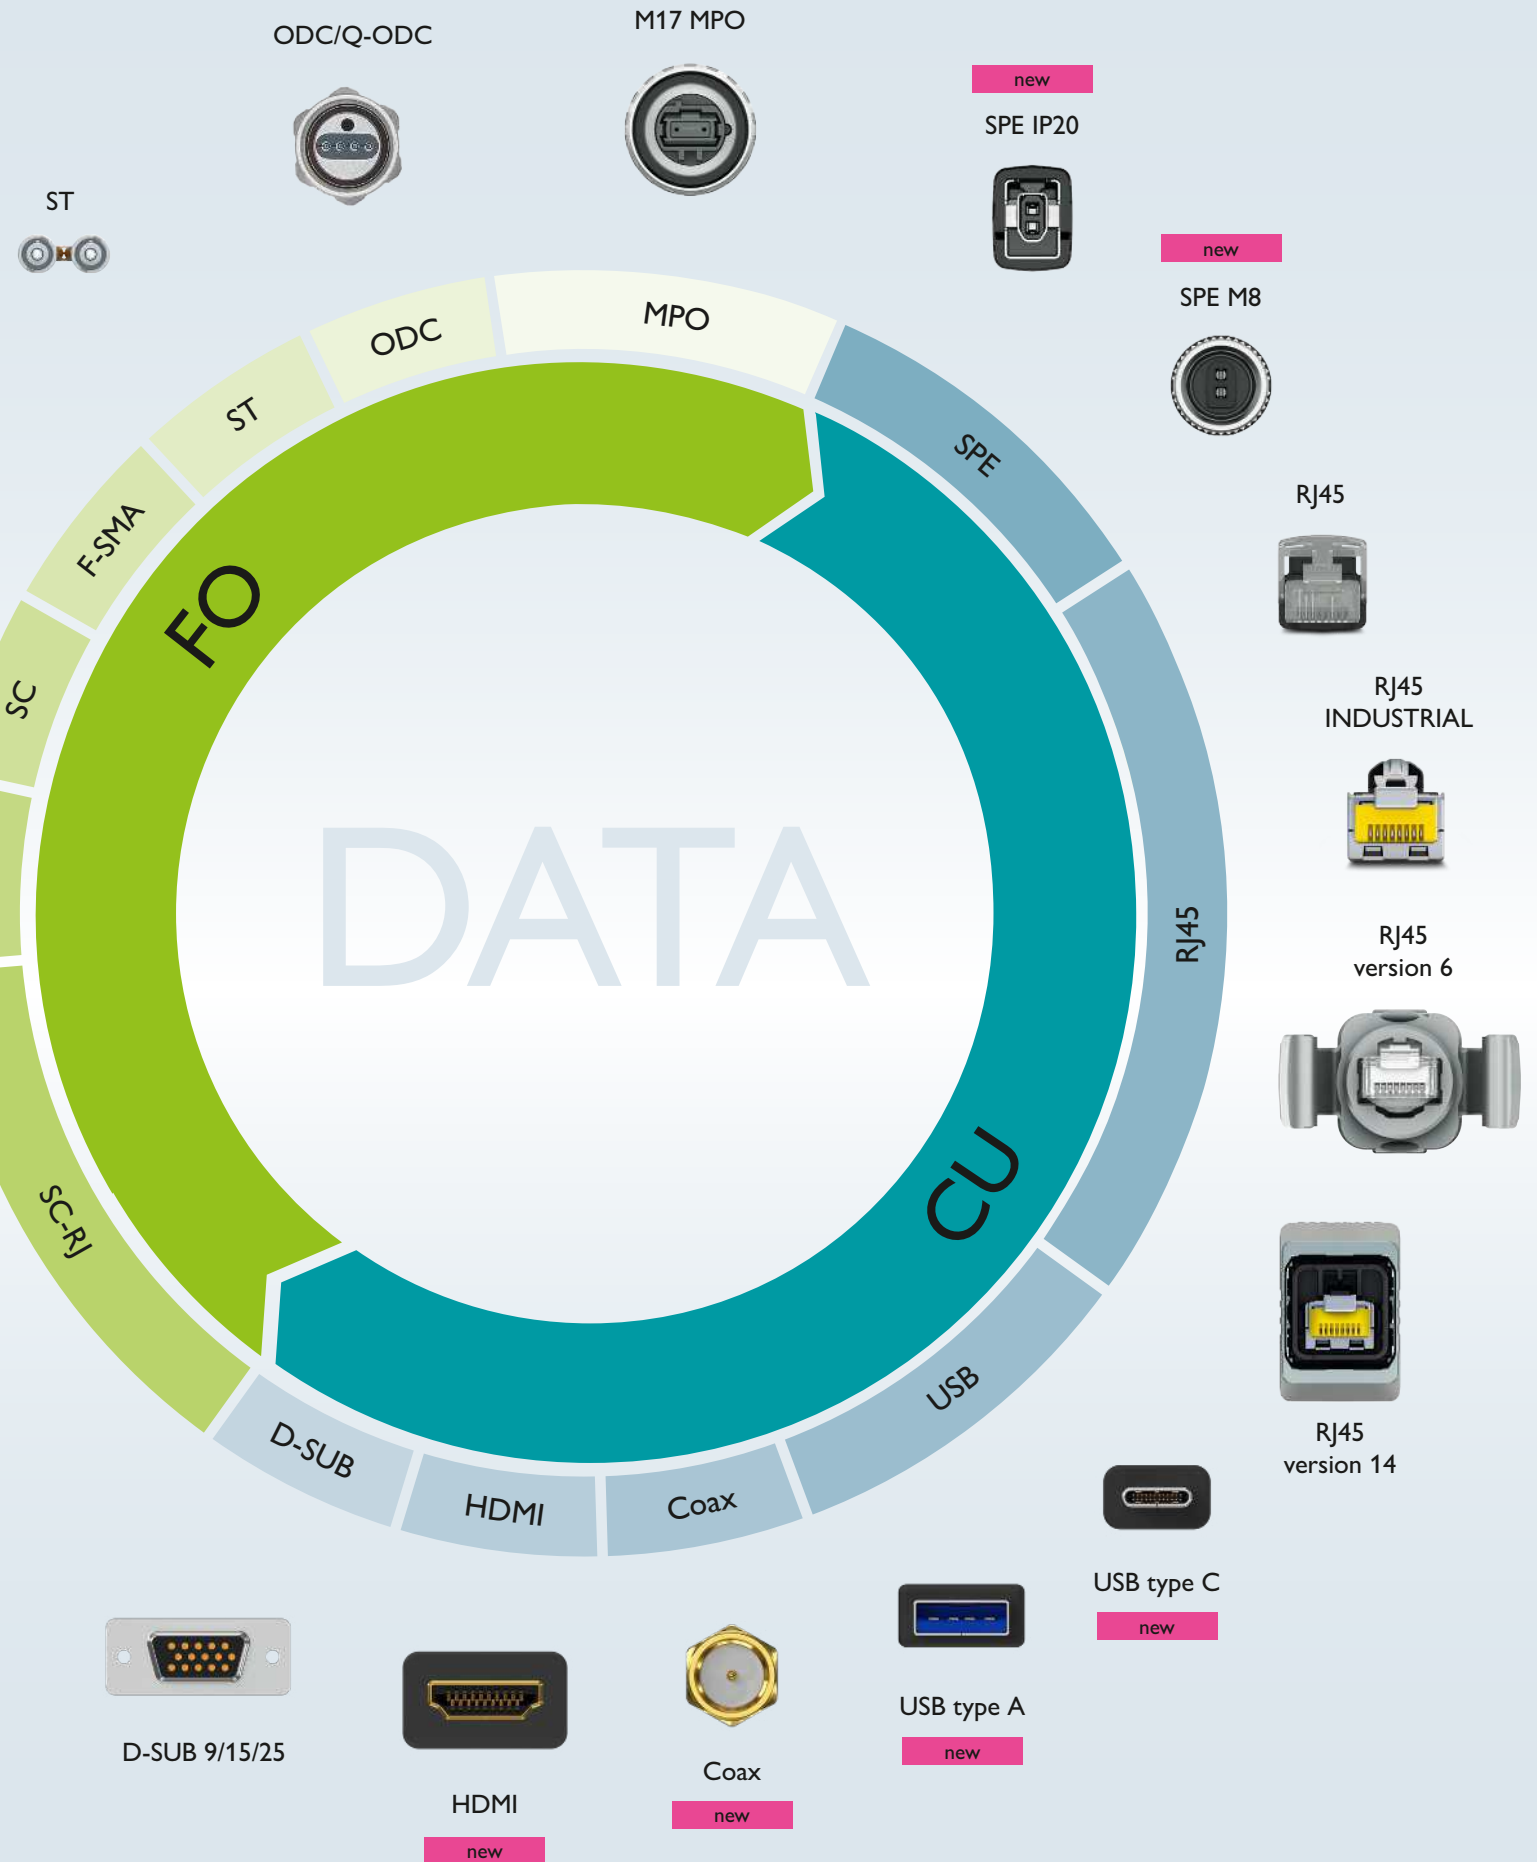 ODC/Q-ODC
M17 MPO
new
SPE IP20
ST
new
SPE M8
MPO
ODC
ST
SPE
F-SMA
RJ45
FO
SC
RJ45
INDUSTRIAL
DATA
RJ45
RJ45
version 6
CU
SC-RJ
USB
D-SUB
HDMI
Coax
RJ45
version 14
USB type C
new
USB type A
new
D-SUB 9/15/25
Coax
new
HDMI
new